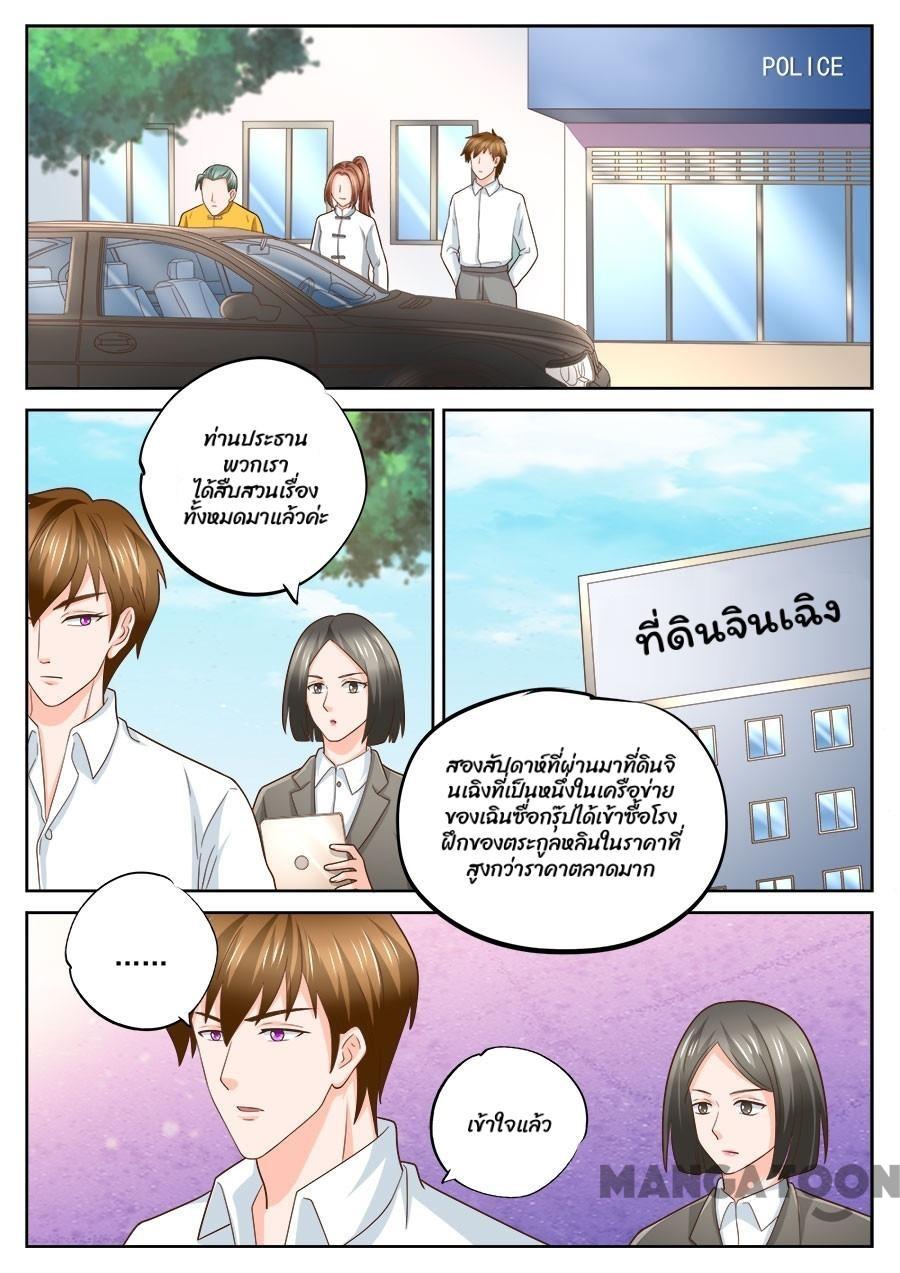 POLICE
ท่านประธาน
พวกเรา
ได้สืบสวนเรื่อง
ทั้งหมดมาแล้วค่ะ
ที่ดินจินเฉิง
สองสัปดาห์ที่ผ่านมาที่ดินจิ
นเฉิงที่เป็นหนึ่งในเครือข่าย
ของเฉินซื่อกรุ๊ปได้เข้าซื้อโรง
ฝึกของตระกูลหลินในราคาที่
สูงกว่าราคาตลาดมาก
......
เข้าใจแล้ว
MANGATOON